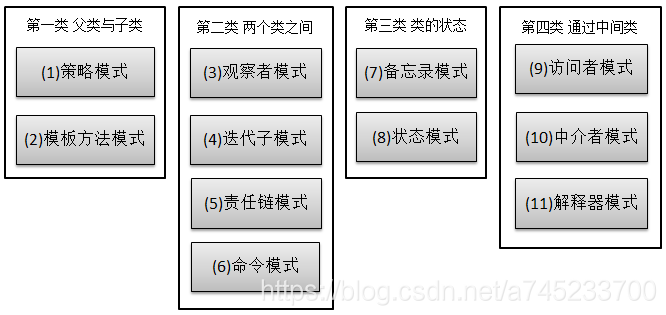 第一类 父类与子类
(1)策略模式
(2)模板方法模式
第二类 两个类之间
(3)观察者模式
(4)迭代子模式
(5)责任链模式
(6)命令模式
第三类 类的状态
(7)备忘录模式
(8)状态模式
第四类 通过中间类
(9)访问者模式
(10)中介者模式
(11)解释器模式
https://blog.csdn.net/a745233700